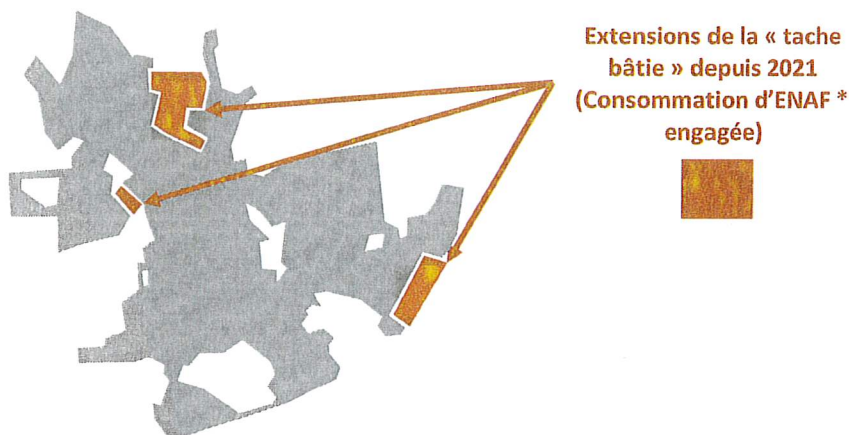 Extensions de la « tache
bâtie » depuis 2021
(Consommation d'ENAF *
engagée)